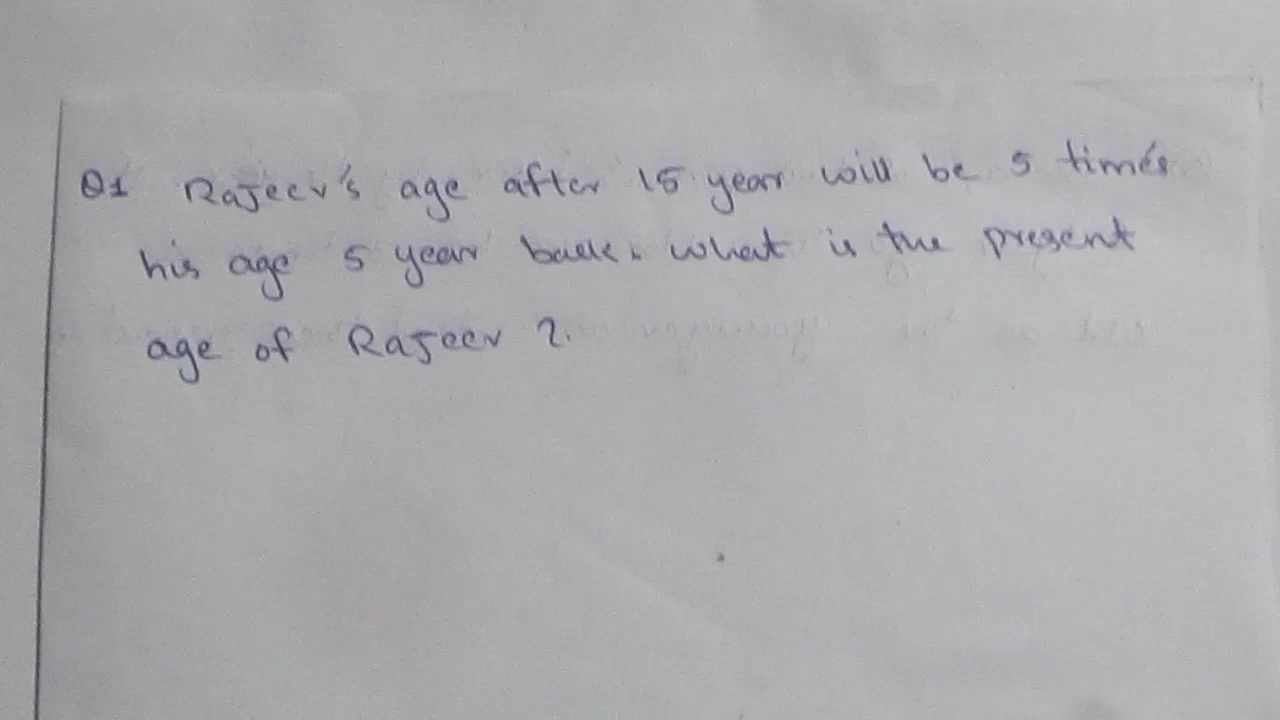 Q1 Rajeev's age after 15 year will be 5 times
his age 5 year back. what is the present
age of Rajeev ?.